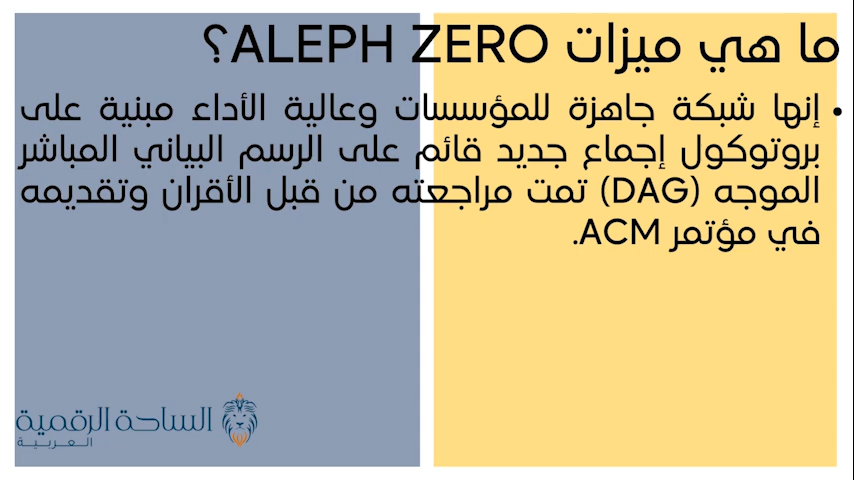 ما هي ميزات ALEPH ZERO؟
• إنها شبكة جاهزة للمؤسسات وعالية الأداء مبنية على
بروتوكول إجماع جديد قائم على الرسم البياني المباشر
الموجه (DAG) تمت مراجعته من قبل الأقران وتقديمه
في مؤتمر ACM.
الساحة الرقمية
العربية